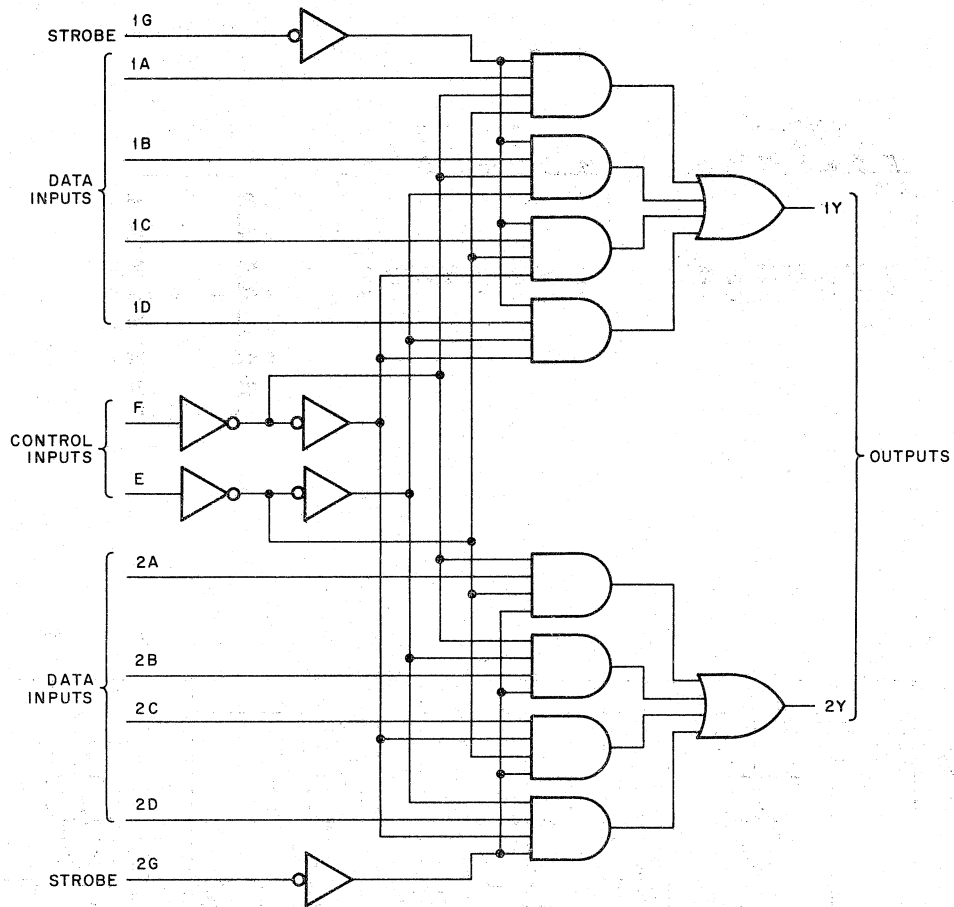 1G
STROBE
1A
1B
DATA
INPUTS
1C
1D
1Y
F
CONTROL
INPUTS
E
OUTPUTS
2A
2B
DATA
INPUTS
2C
2Y
2D
2G
STROBE